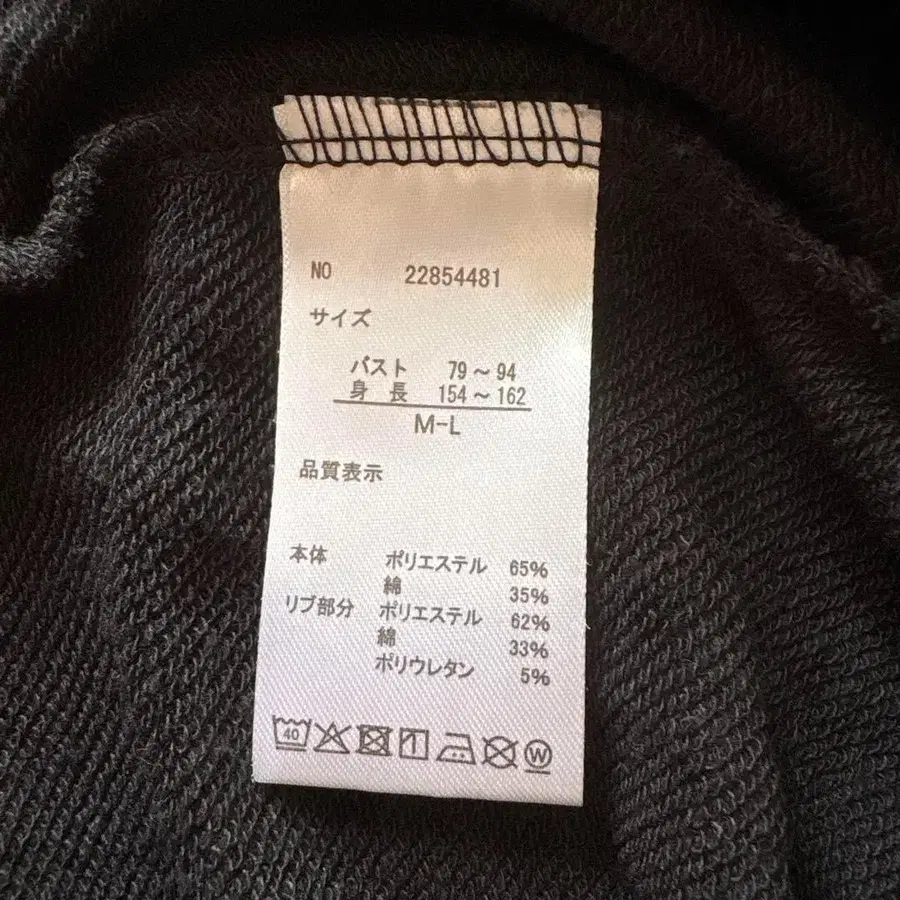 NO 22854481
サイズ
バスト 79～94
身 長 154～162
M-L
品質表示
本体 ポリエステル 65%
綿 35%
リブ部分 ポリエステル 62%
綿 33%
ポリウレタン 5%
40 W